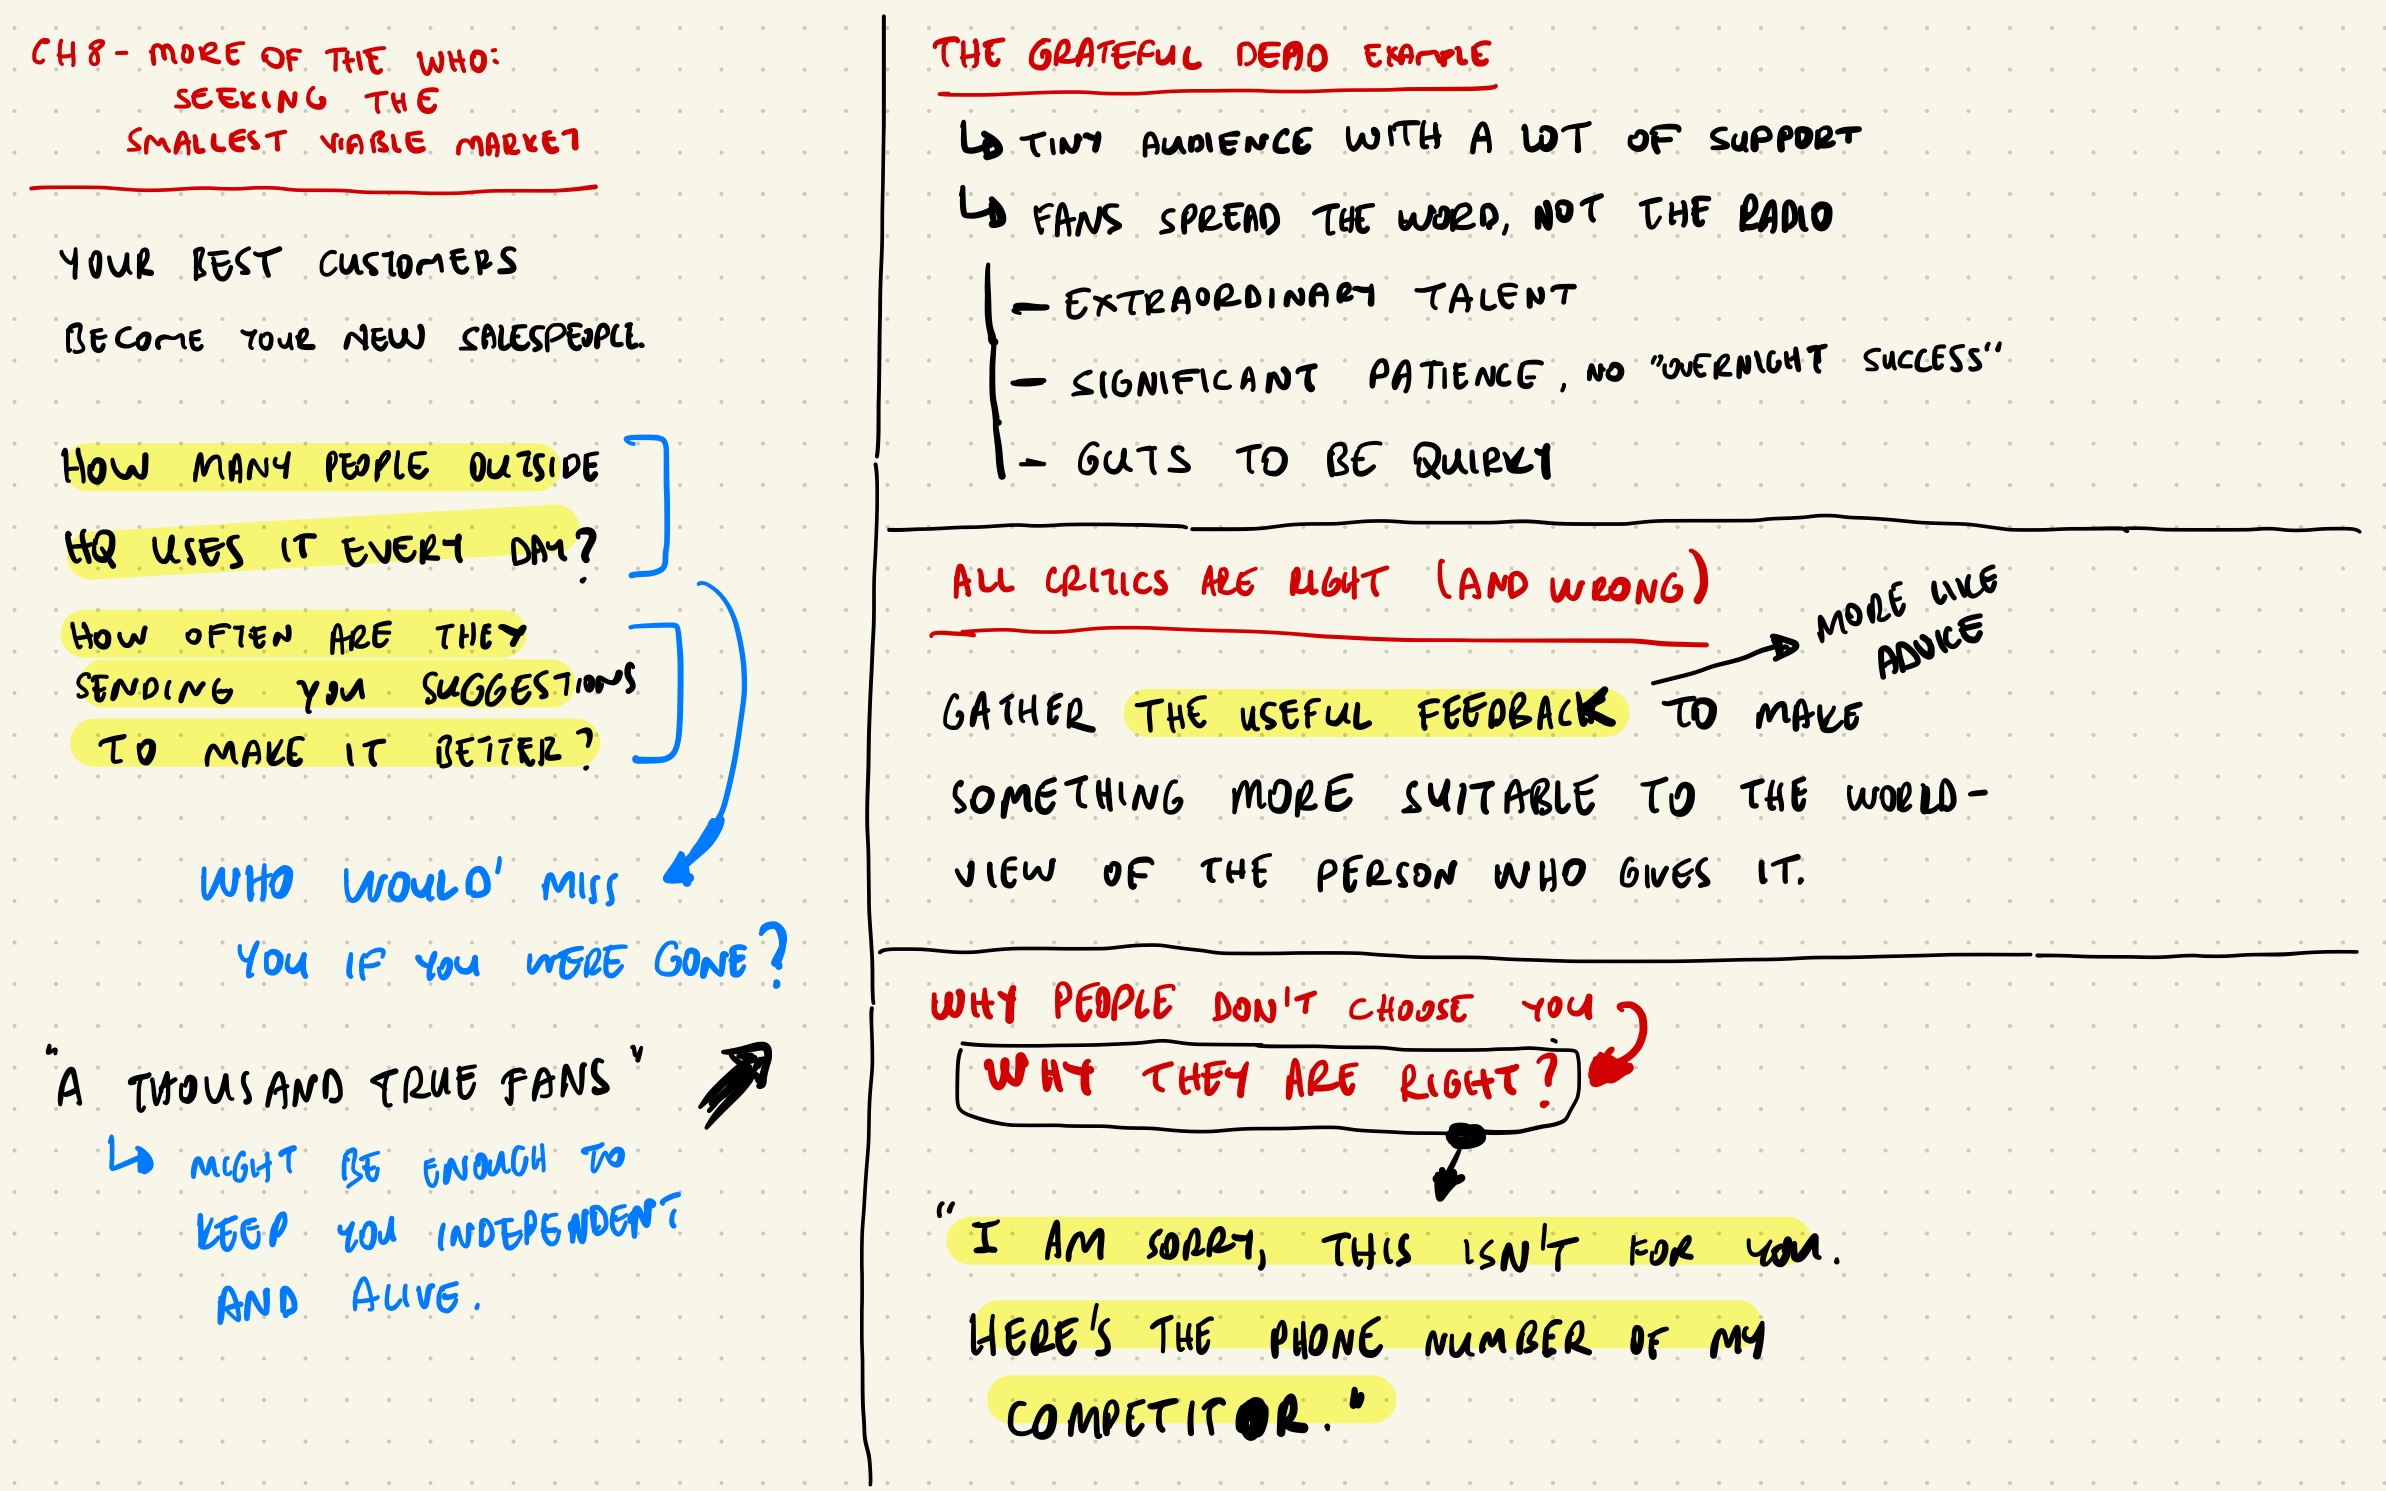 CH 8 - MORE OF THE WHO:
SEEKING THE
SMALLEST VIABLE MARKET
YOUR BEST CUSTOMERS
BECOME YOUR NEW SALESPEOPLE.
HOW MANY PEOPLE OUTSIDE
HQ USES IT EVERY DAY?
HOW OFTEN ARE THEY
SENDING YOU SUGGESTIONS
TO MAKE IT BETTER?
WHO WOULD' MISS
YOU IF YOU WERE GONE?
"A THOUSAND TRUE FANS"
MIGHT BE ENOUGH TO
KEEP YOU INDEPENDENT
AND ALIVE.
THE GRATEFUL DEAD EXAMPLE
TINY AUDIENCE WITH A LOT OF SUPPORT
FANS SPREAD THE WORD, NOT THE RADIO
- EXTRAORDINARY TALENT
- SIGNIFICANT PATIENCE, NO "OVERNIGHT SUCCESS"
- GUTS TO BE QUIRKY
ALL CRITICS ARE RIGHT (AND WRONG)
MORE LIKE
ADVICE
GATHER THE USEFUL FEEDBACK TO MAKE
SOMETHING MORE SUITABLE TO THE WORLD-
VIEW OF THE PERSON WHO GIVES IT.
WHY PEOPLE DON'T CHOOSE YOU
WHY THEY ARE RIGHT?
"I AM SORRY, THIS ISN'T FOR YOU.
HERE'S THE PHONE NUMBER OF MY
COMPETITOR."